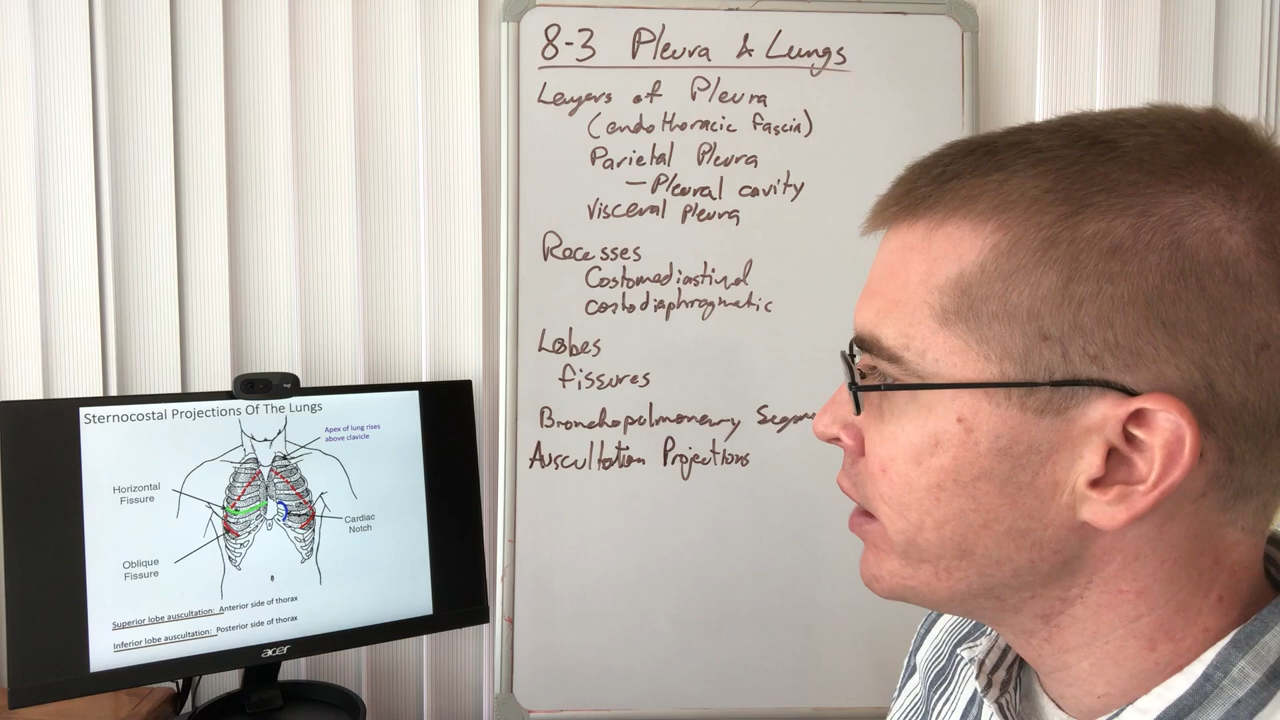 8-3 Pleura & Lungs
Layers of Pleura
(endothoracic fascia)
Parietal Pleura
- Pleural cavity
Visceral pleura
Recesses
Costomediastinal
costodiaphragmatic
Lobes
fissures
Bronchopulmonary
Auscultation Projections
Sternocostal Projections Of The Lungs
Apex of lung rises
above clavicle
Horizontal
Fissure
Cardiac
Notch
Oblique
Fissure
Superior lobe auscultation: Anterior side of thorax
Inferior lobe auscultation: Posterior side of thorax
acer
logi